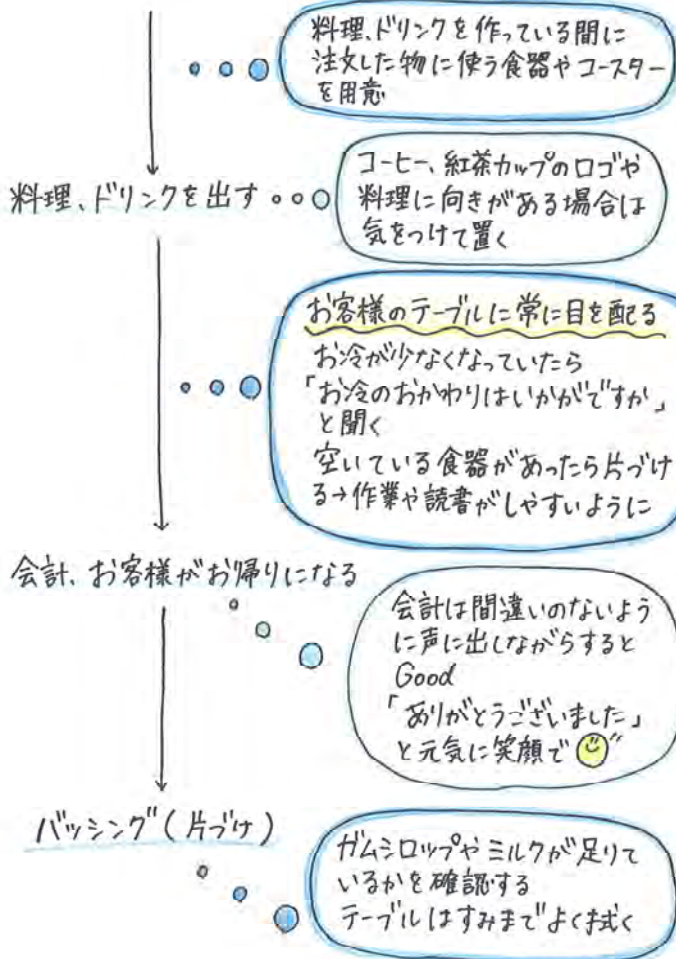 料理、ドリンクを作っている間に
注文した物に使う食器やコースター
を用意
料理、ドリンクを出す
コーヒー、紅茶カップのロゴや
料理に向きがある場合は
気をつけて置く
お客様のテーブルに常に目を配る
お冷が少なくなっていたら
「お冷のおかわりはいかがですか」
と聞く
空いている食器があったら片づけ
る→作業や読書がしやすいように
会計、お客様がお帰りになる
会計は間違いのないよう
に声に出しながらすると
Good
「ありがとうございました」
と元気に笑顔で
バッシング(片づけ)
ガムシロップやミルクが足りて
いるかを確認する
テーブルはすみまでよく拭く